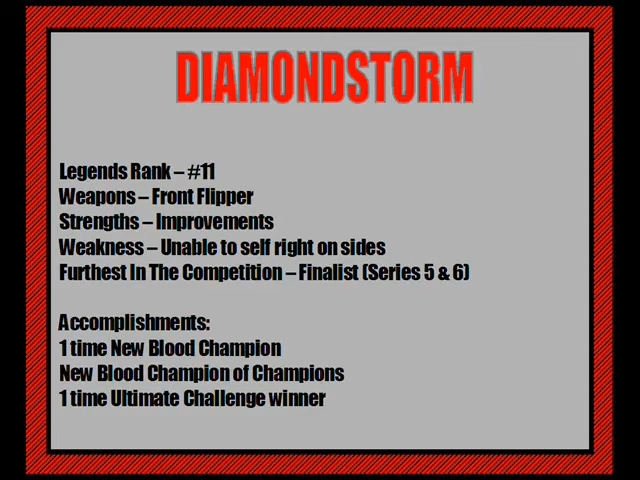 DIAMONDSTORM
Legends Rank – #11
Weapons – Front Flipper
Strengths – Improvements
Weakness – Unable to self right on sides
Furthest In The Competition – Finalist (Series 5 & 6)
Accomplishments:
1 time New Blood Champion
New Blood Champion of Champions
1 time Ultimate Challenge winner